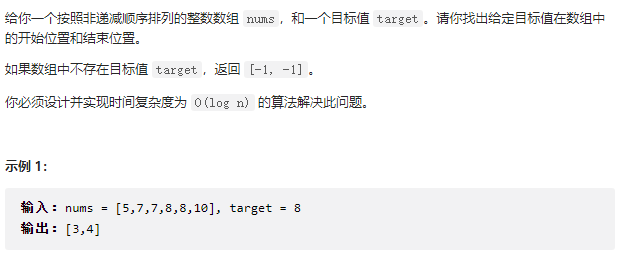 给你一个按照非递减顺序排列的整数数组 nums，和一个目标值 target。请你找出给定目标值在数组中
的开始位置和结束位置。
如果数组中不存在目标值 target，返回 [-1, -1]。
你必须设计并实现时间复杂度为 O(log n) 的算法解决此问题。
示例 1：
输入：nums = [5,7,7,8,8,10], target = 8
输出：[3,4]